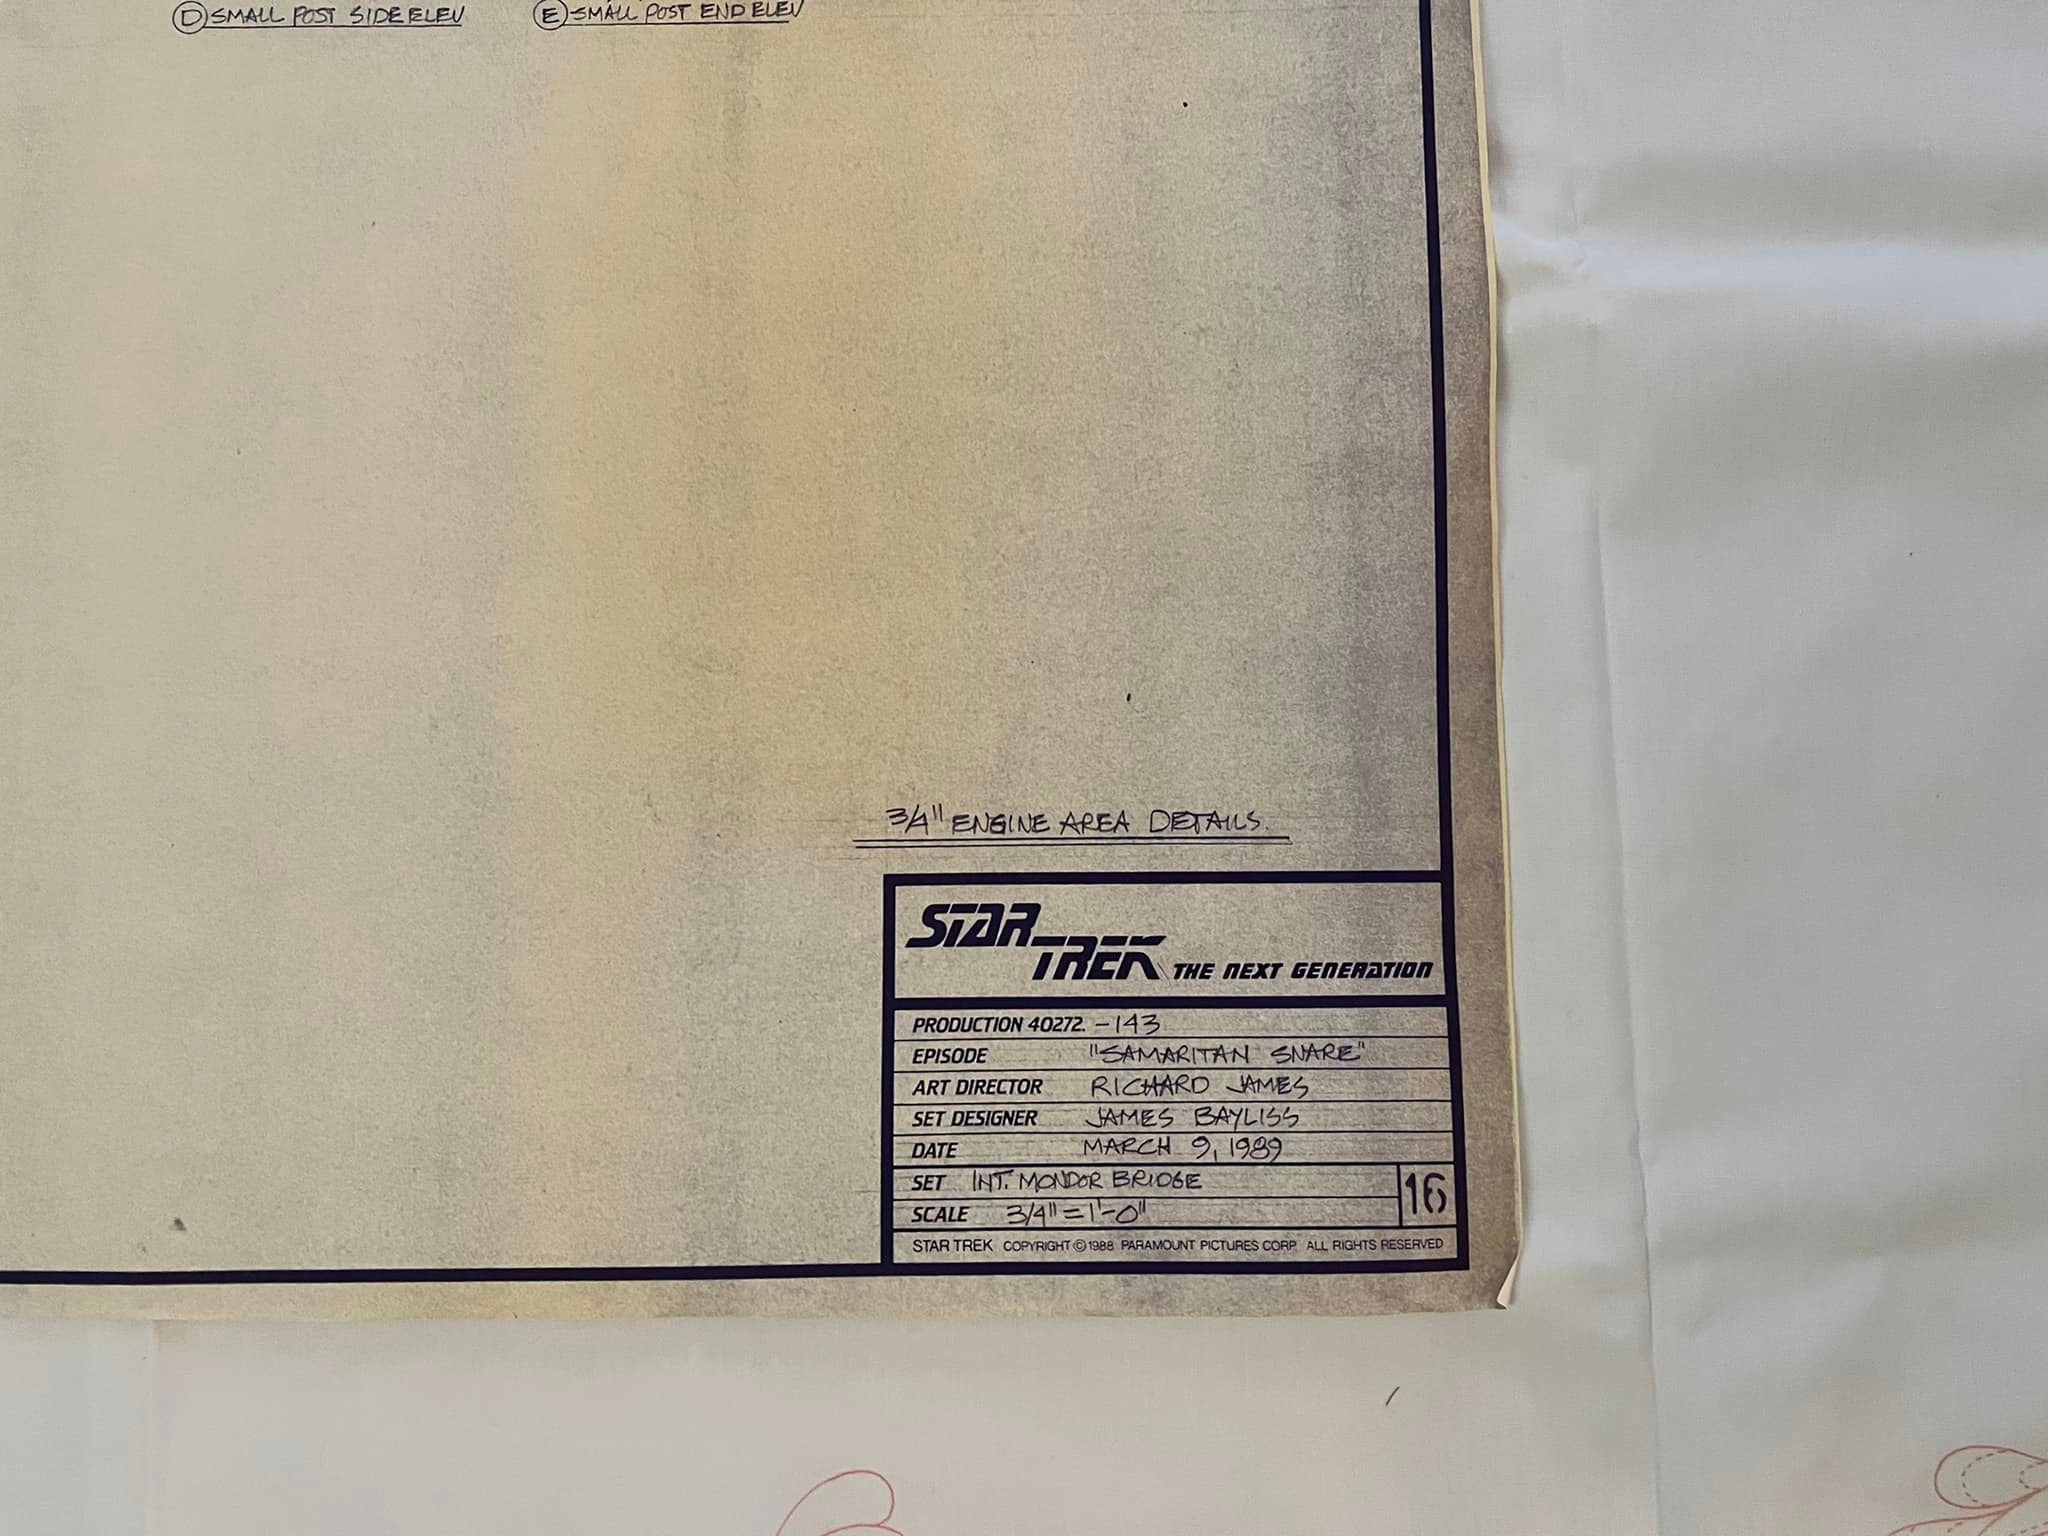 D SMALL POST SIDE ELEV
E SMALL POST END ELEV
3/4" ENGINE AREA DETAILS.
STAR TREK THE NEXT GENERATION
PRODUCTION 40272. -143
EPISODE "SAMARITAN SNARE"
ART DIRECTOR RICHARD JAMES
SET DESIGNER JAMES BAYLISS
DATE MARCH 9, 1989
SET INT. MONDOR BRIDGE
16
SCALE 3/4" = 1'-0"
STAR TREK COPYRIGHT © 1988 PARAMOUNT PICTURES CORP. ALL RIGHTS RESERVED